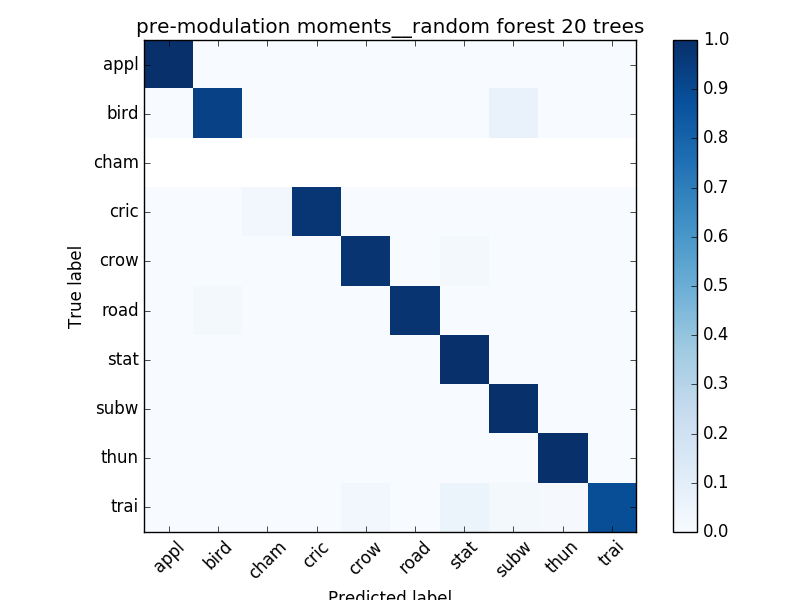 pre-modulation moments__random forest 20 trees
appl
bird
cham
cric
crow
road
stat
subw
thun
trai
True label
appl
bird
cham
cric
crow
road
stat
subw
thun
trai
Predicted label
1.0
0.9
0.8
0.7
0.6
0.5
0.4
0.3
0.2
0.1
0.0